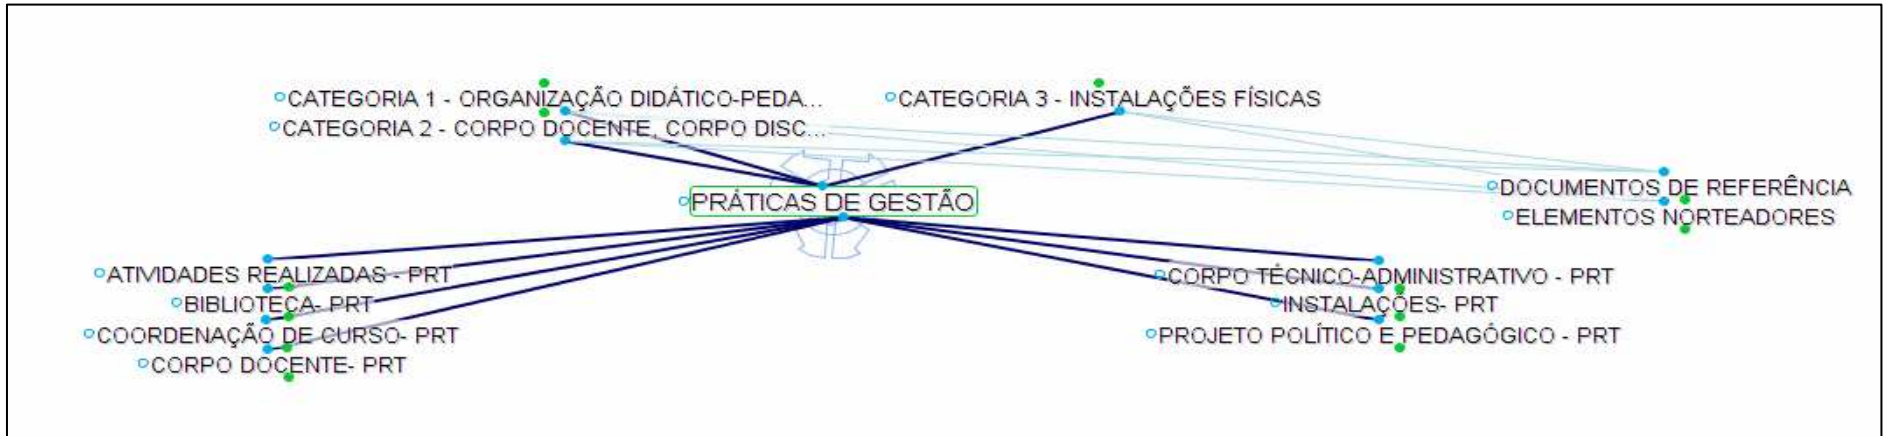 CATEGORIA 1 - ORGANIZAÇÃO DIDÁTICO-PEDA...
CATEGORIA 3 - INSTALAÇÕES FÍSICAS
CATEGORIA 2 - CORPO DOCENTE, CORPO DISC...
DOCUMENTOS DE REFERÊNCIA
PRÁTICAS DE GESTÃO
ELEMENTOS NORTEADORES
ATIVIDADES REALIZADAS - PRT
CORPO TÉCNICO-ADMINISTRATIVO - PRT
BIBLIOTECA- PRT
INSTALAÇÕES- PRT
COORDENAÇÃO DE CURSO- PRT
PROJETO POLÍTICO E PEDAGÓGICO - PRT
CORPO DOCENTE- PRT